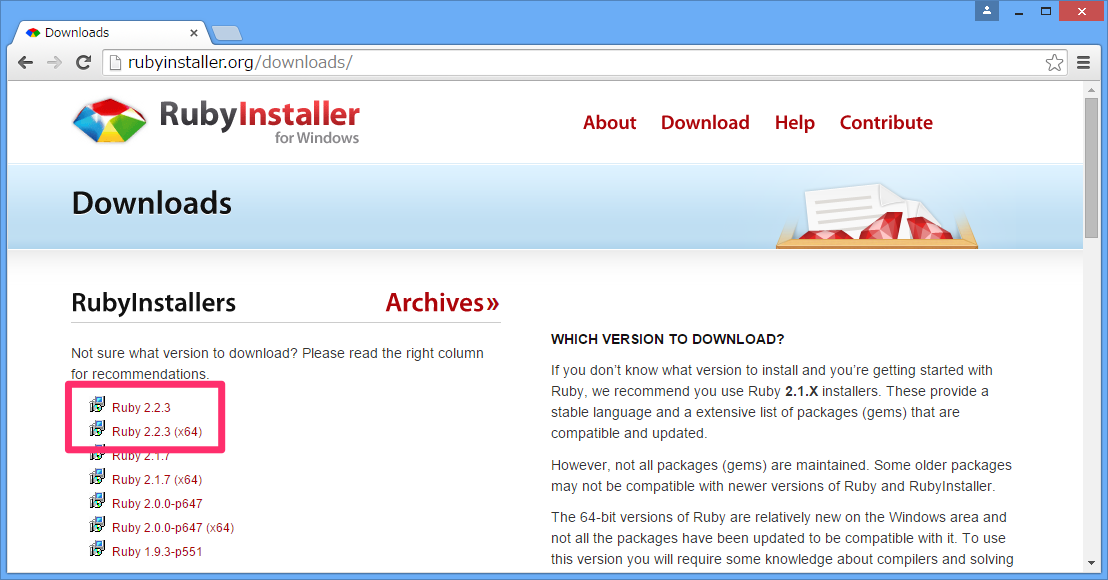 Downloads
rubyinstaller.org/downloads/
RubyInstaller
for Windows
About Download Help Contribute
Downloads
RubyInstallers
Archives»
Not sure what version to download? Please read the right column
for recommendations.
Ruby 2.2.3
Ruby 2.2.3 (x64)
Ruby 2.1.7
Ruby 2.1.7 (x64)
Ruby 2.0.0-p647
Ruby 2.0.0-p647 (x64)
Ruby 1.9.3-p551
WHICH VERSION TO DOWNLOAD?
If you don’t know what version to install and you’re getting started with
Ruby, we recommend you use Ruby 2.1.X installers. These provide a
stable language and a extensive list of packages (gems) that are
compatible and updated.
However, not all packages (gems) are maintained. Some older packages
may not be compatible with newer versions of Ruby and RubyInstaller.
The 64-bit versions of Ruby are relatively new on the Windows area and
not all the packages have been updated to be compatible with it. To use
this version you will require some knowledge about compilers and solving